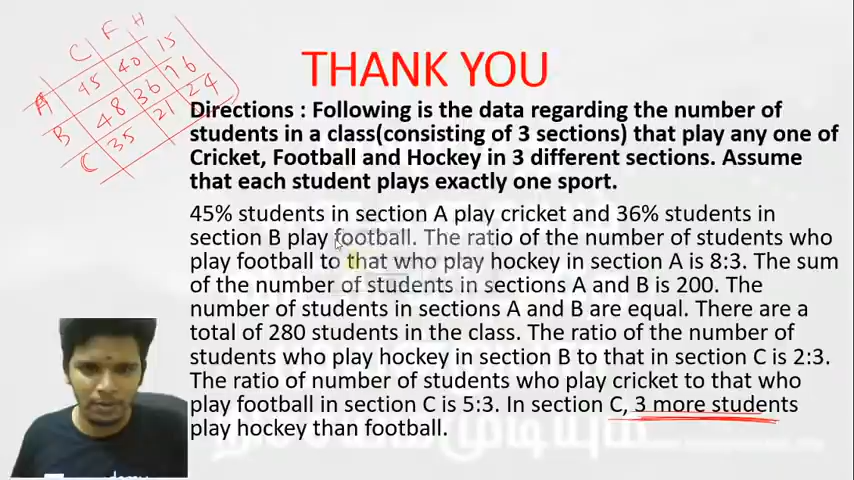 C F H
A 45 40 15
B 48 36 16
C 35 21 24
THANK YOU
Directions : Following is the data regarding the number of
students in a class(consisting of 3 sections) that play any one of
Cricket, Football and Hockey in 3 different sections. Assume
that each student plays exactly one sport.
45% students in section A play cricket and 36% students in
section B play football. The ratio of the number of students who
play football to that who play hockey in section A is 8:3. The sum
of the number of students in sections A and B is 200. The
number of students in sections A and B are equal. There are a
total of 280 students in the class. The ratio of the number of
students who play hockey in section B to that in section C is 2:3.
The ratio of number of students who play cricket to that who
play football in section C is 5:3. In section C, 3 more students
play hockey than football.